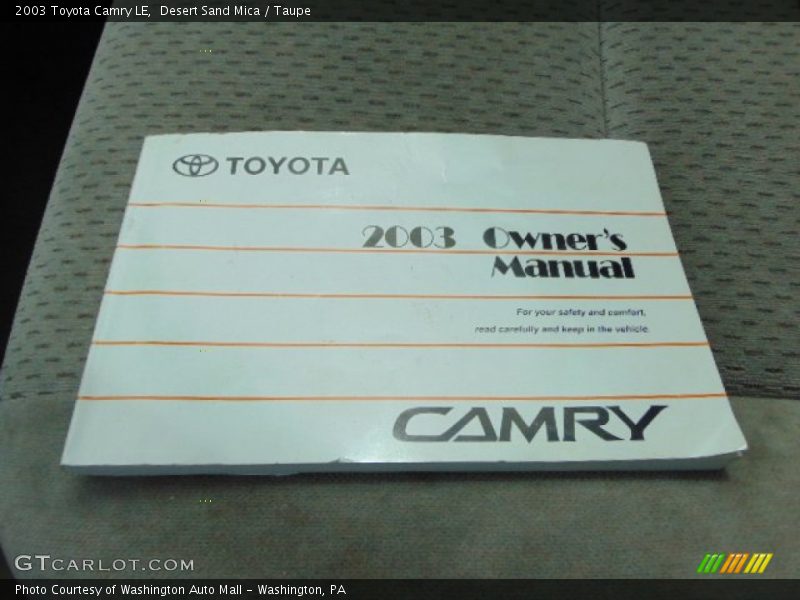 2003 Toyota Camry LE, Desert Sand Mica / Taupe
TOYOTA
2003 Owner's
Manual
For your safety and comfort,
read carefully and keep in the vehicle.
CAMRY
GTCARLOT.COM
Photo Courtesy of Washington Auto Mall - Washington, PA